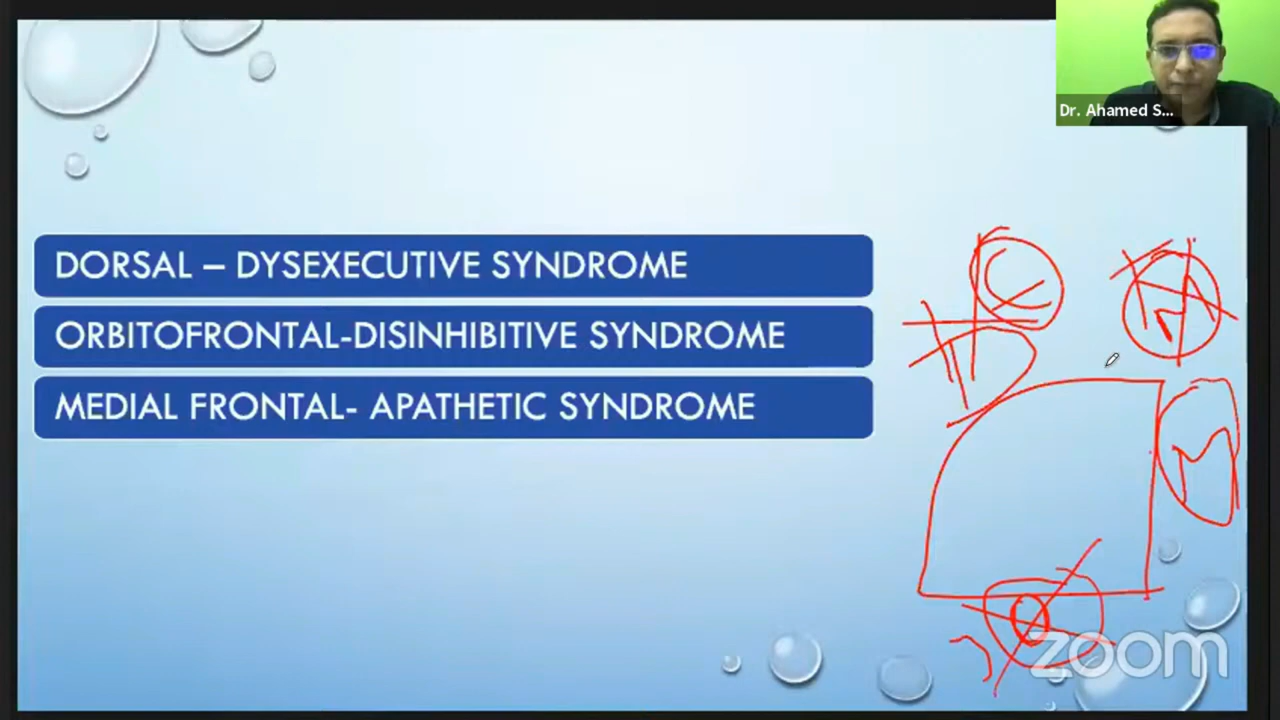 Dr. Ahamed S...
DORSAL – DYSEXECUTIVE SYNDROME
ORBITOFRONTAL-DISINHIBITIVE SYNDROME
MEDIAL FRONTAL- APATHETIC SYNDROME
M
zoom